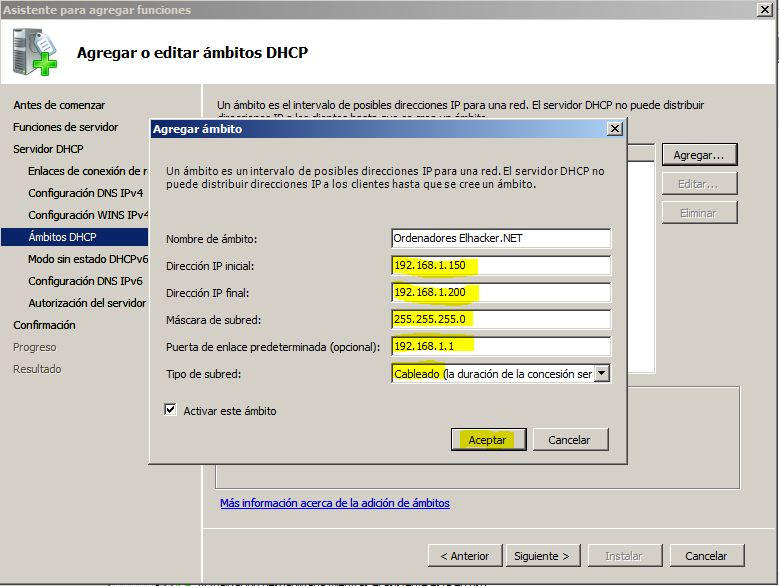 Asistente para agregar funciones
Agregar o editar ámbitos DHCP
Antes de comenzar
Funciones de servidor
Servidor DHCP
Enlaces de conexión de r
Configuración DNS IPv4
Configuración WINS IPv4
Ámbitos DHCP
Modo sin estado DHCPv6
Configuración DNS IPv6
Autorización del servidor
Confirmación
Progreso
Resultado
Un ámbito es el intervalo de posibles direcciones IP para una red. El servidor DHCP no puede distribuir
direcciones IP a los clientes hasta que se cree un ámbito.
Agregar...
Editar...
Eliminar
Agregar ámbito
Un ámbito es un intervalo de posibles direcciones IP para una red. El servidor DHCP no
puede distribuir direcciones IP a los clientes hasta que se cree un ámbito.
Nombre de ámbito: Ordenadores Elhacker.NET
Dirección IP inicial: 192.168.1.150
Dirección IP final: 192.168.1.200
Máscara de subred: 255.255.255.0
Puerta de enlace predeterminada (opcional): 192.168.1.1
Tipo de subred: Cableado (la duración de la concesión ser
Activar este ámbito
Aceptar Cancelar
Más información acerca de la adición de ámbitos
< Anterior Siguiente > Instalar Cancelar